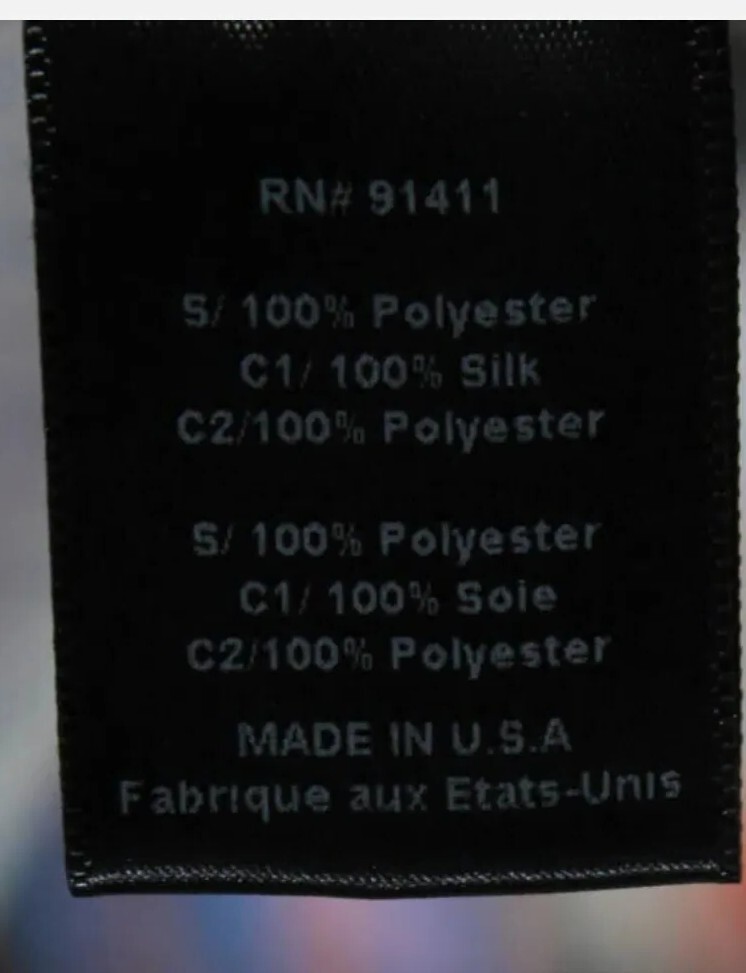 RN# 91411
S/ 100% Polyester
C1/ 100% Silk
C2/100% Polyester
S/ 100% Polyester
C1/ 100% Soie
C2/100% Polyester
MADE IN U.S.A
Fabrique aux Etats-Unis